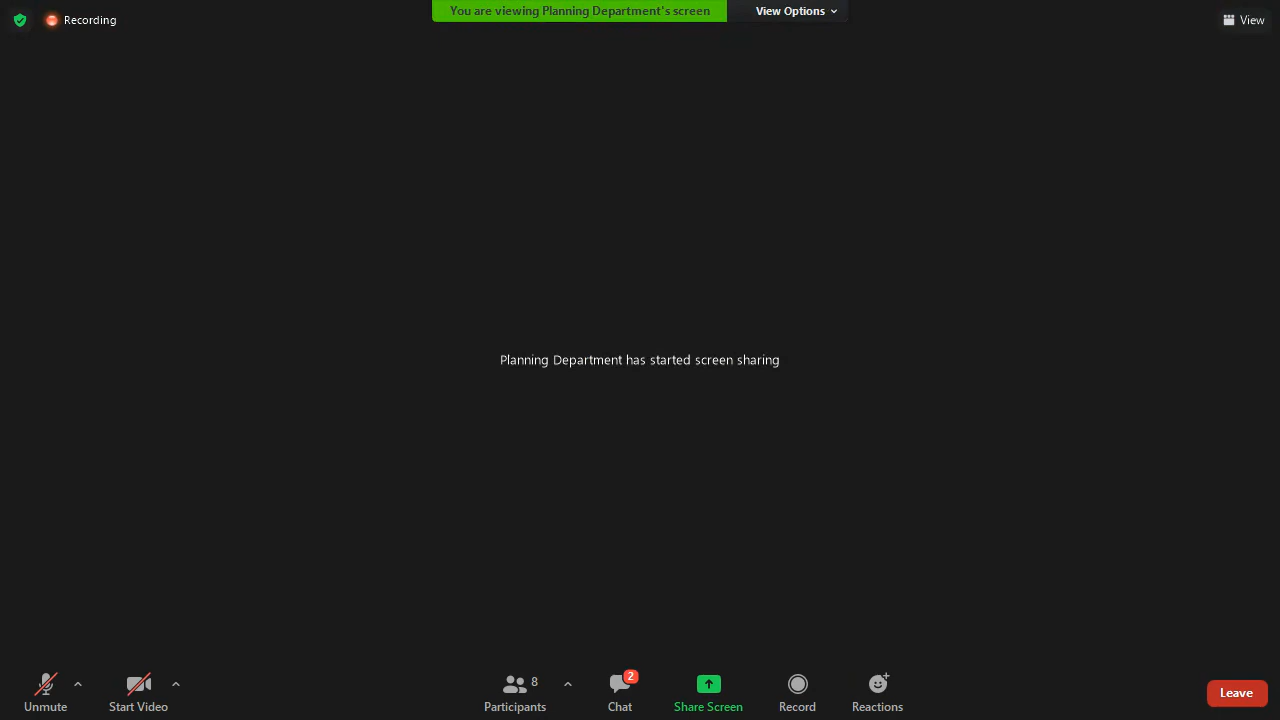 Recording
You are viewing Planning Department's screen
View Options
View
Planning Department has started screen sharing
Unmute
Start Video
8
Participants
2
Chat
Share Screen
Record
Reactions
Leave